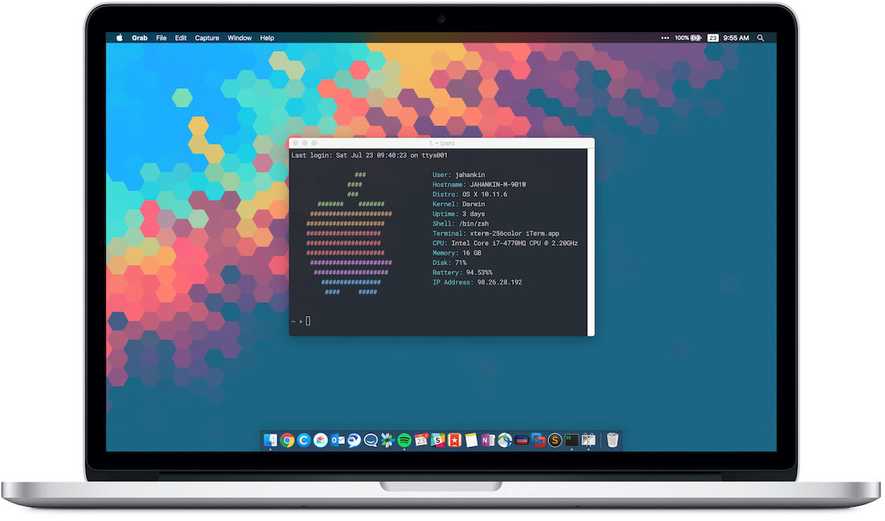 Grab File Edit Capture Window Help
100% 23 9:55 AM
Last login: Sat Jul 23 09:40:23 on ttys001
###
####
###
####### #######
######################
#####################
####################
####################
#####################
######################
####################
################
#### #####
User: jahankin
Hostname: JAHANKIN-M-901W
Distro: OS X 10.11.6
Kernel: Darwin
Uptime: 3 days
Shell: /bin/zsh
Terminal: xterm-256color iTerm.app
CPU: Intel Core i7-4770HQ CPU @ 2.20GHz
Memory: 16 GB
Disk: 71%
Battery: 94.53%%
IP Address: 98.26.28.192
~